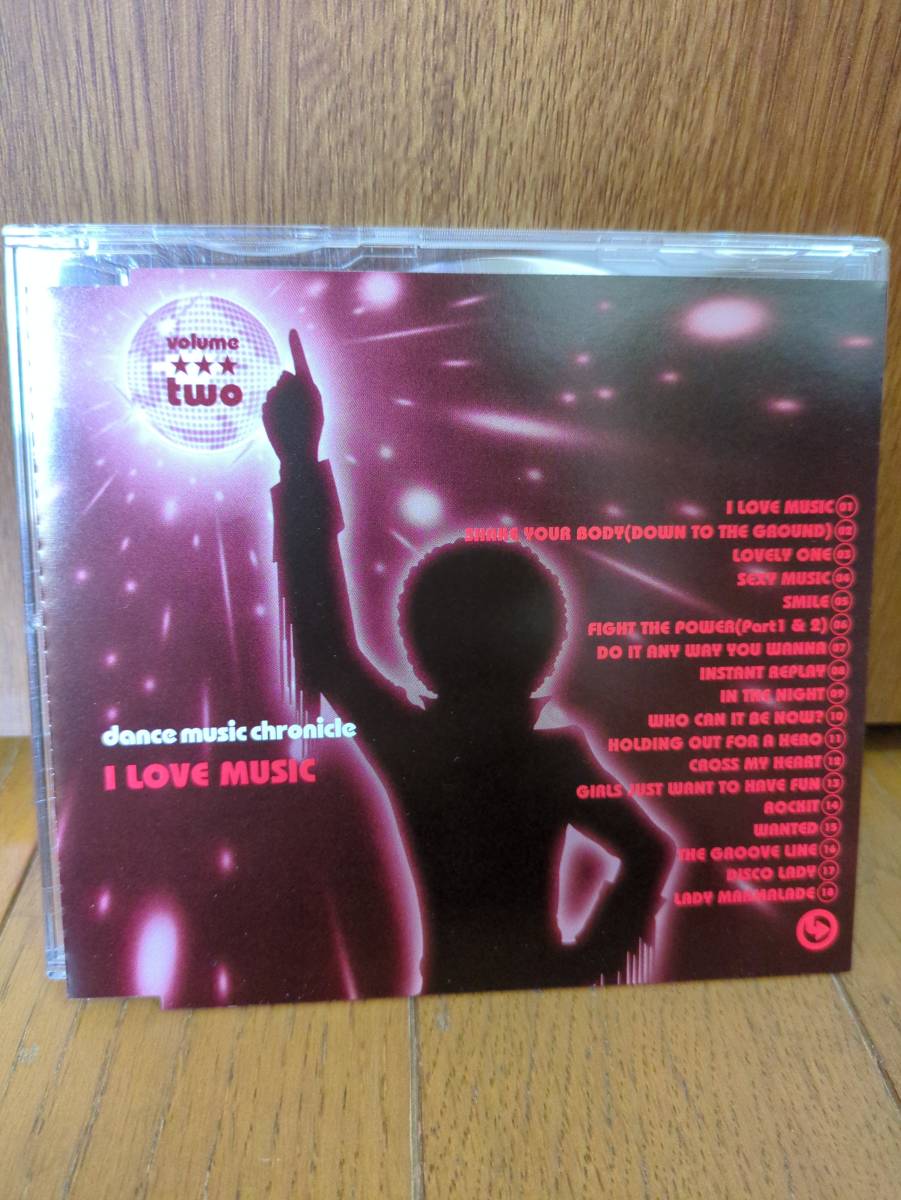 volume
★★★
two
I LOVE MUSIC 01
SHAKE YOUR BODY(DOWN TO THE GROUND) 02
LOVELY ONE 03
SEXY MUSIC 04
SMILE 05
FIGHT THE POWER(Part1 & 2) 06
DO IT ANY WAY YOU WANNA 07
INSTANT REPLAY 08
IN THE NIGHT 09
WHO CAN IT BE NOW? 10
HOLDING OUT FOR A HERO 11
CROSS MY HEART 12
GIRLS JUST WANT TO HAVE FUN 13
ROCKIT 14
WANTED 15
THE GROOVE LINE 16
DISCO LADY 17
LADY MARMALADE 18
dance music chronicle
I LOVE MUSIC